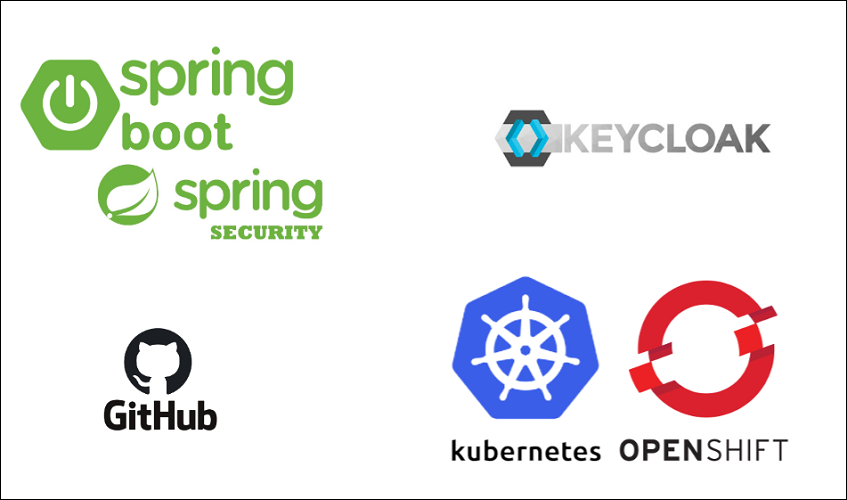 spring
boot
spring
SECURITY
KEYCLOAK
GitHub
kubernetes
OPENSHIFT